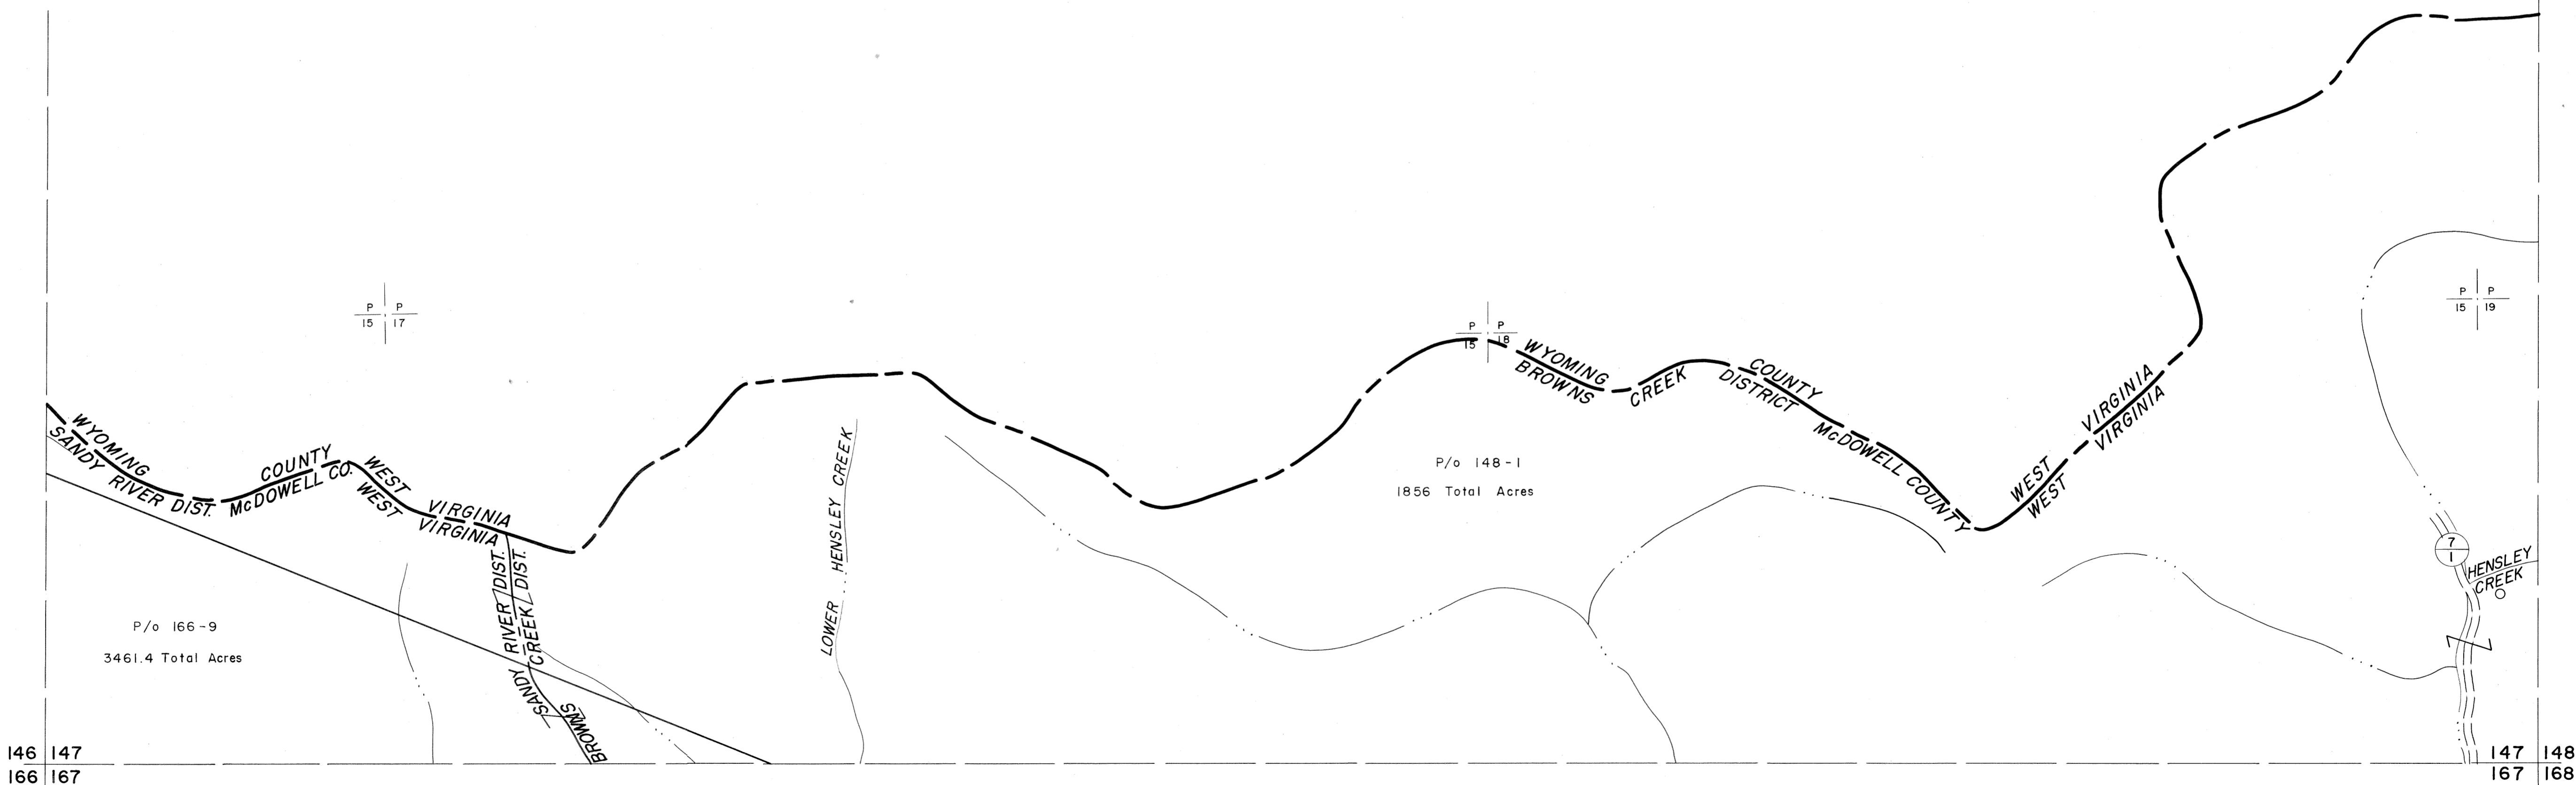 P P
15 17
P P
15 18
P P
15 19
WYOMING COUNTY WEST VIRGINIA
SANDY RIVER DIST. McDOWELL CO. WEST VIRGINIA
WYOMING COUNTY WEST VIRGINIA
BROWNS CREEK DISTRICT McDOWELL COUNTY WEST VIRGINIA
SANDY RIVER DIST.
BROWNS CREEK DIST.
LOWER HENSLEY CREEK
P/o 148-1
1856 Total Acres
P/o 166-9
3461.4 Total Acres
7
1
HENSLEY
CREEK
146 147
166 167
147 148
167 168